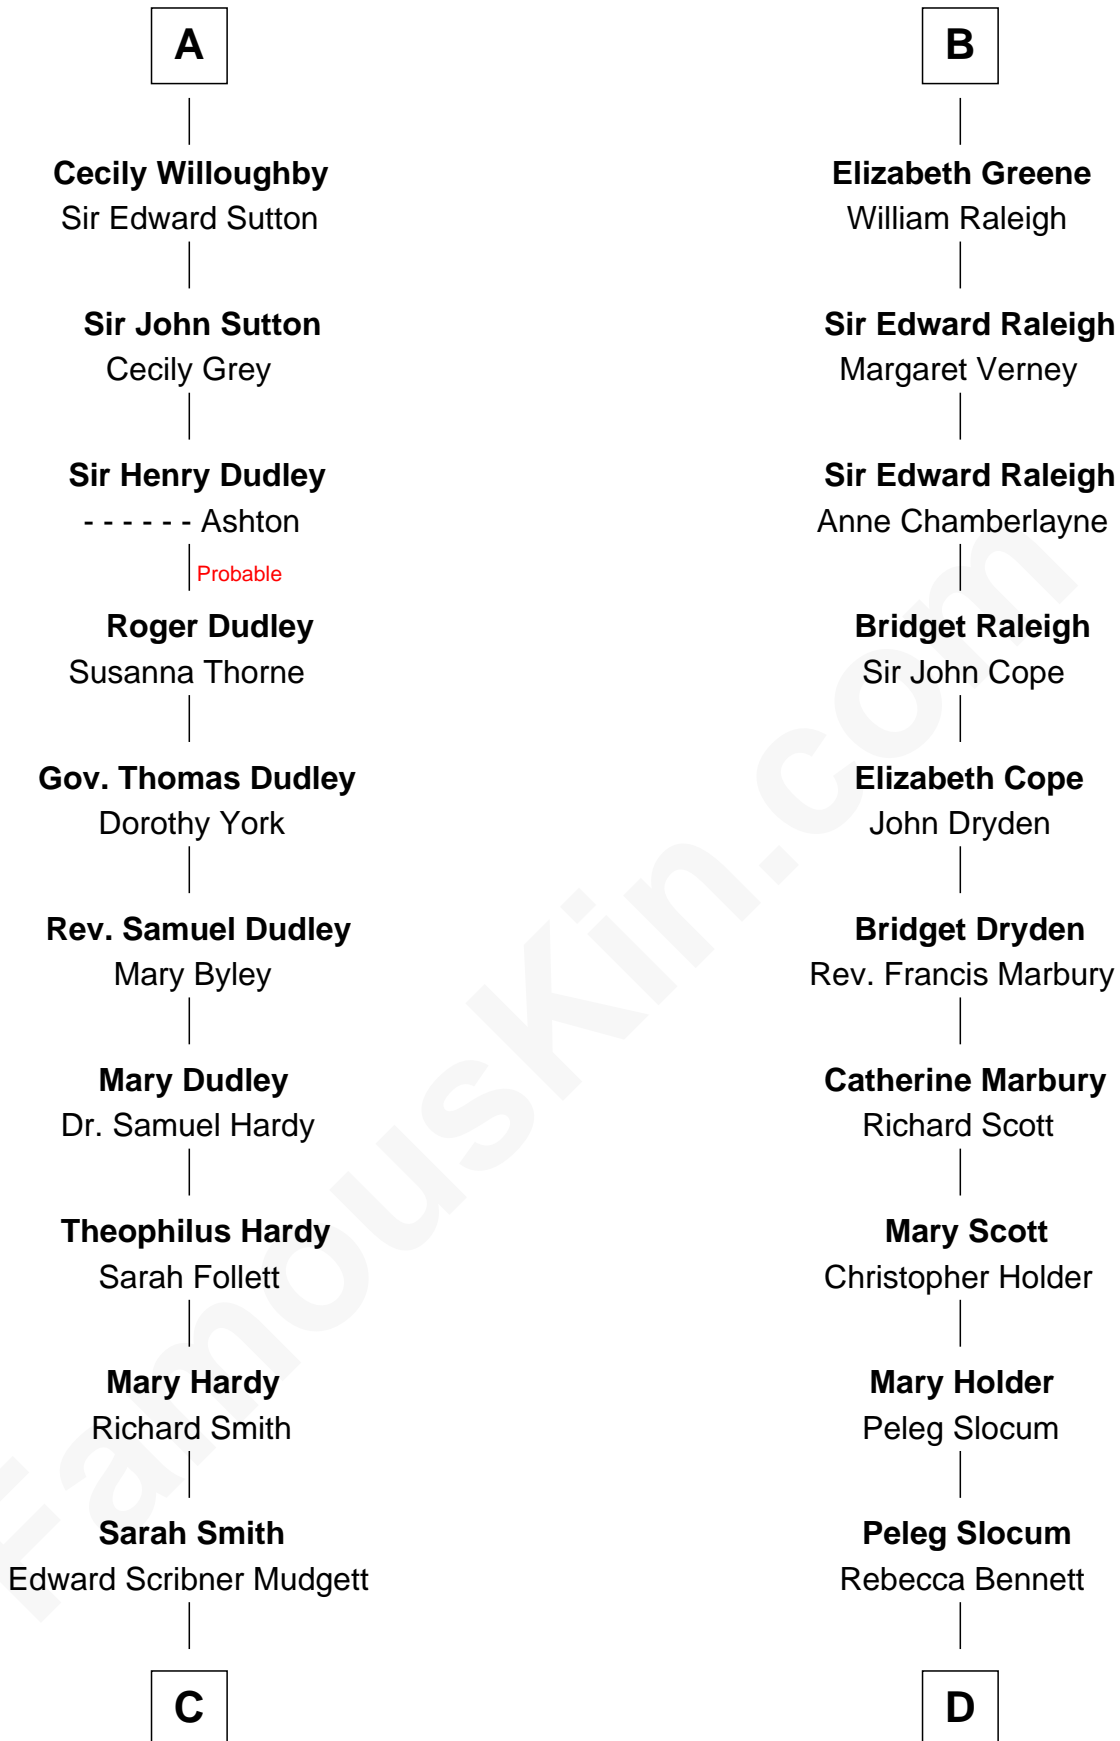 A
Cecily Willoughby
Sir Edward Sutton
Sir John Sutton
Cecily Grey
Sir Henry Dudley
- - - - - - Ashton
Probable
Roger Dudley
Susanna Thorne
Gov. Thomas Dudley
Dorothy York
Rev. Samuel Dudley
Mary Byley
Mary Dudley
Dr. Samuel Hardy
Theophilus Hardy
Sarah Follett
Mary Hardy
Richard Smith
Sarah Smith
Edward Scribner Mudgett
C
B
Elizabeth Greene
William Raleigh
Sir Edward Raleigh
Margaret Verney
Sir Edward Raleigh
Anne Chamberlayne
Bridget Raleigh
Sir John Cope
Elizabeth Cope
John Dryden
Bridget Dryden
Rev. Francis Marbury
Catherine Marbury
Richard Scott
Mary Scott
Christopher Holder
Mary Holder
Peleg Slocum
Peleg Slocum
Rebecca Bennett
D
FamousKin.com